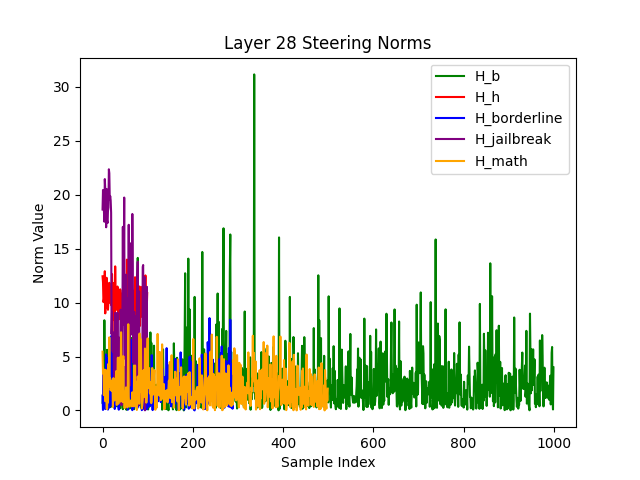 Layer 28 Steering Norms
Norm Value
30
25
20
15
10
5
0
H_b
H_h
H_borderline
H_jailbreak
H_math
0 200 400 600 800 1000
Sample Index